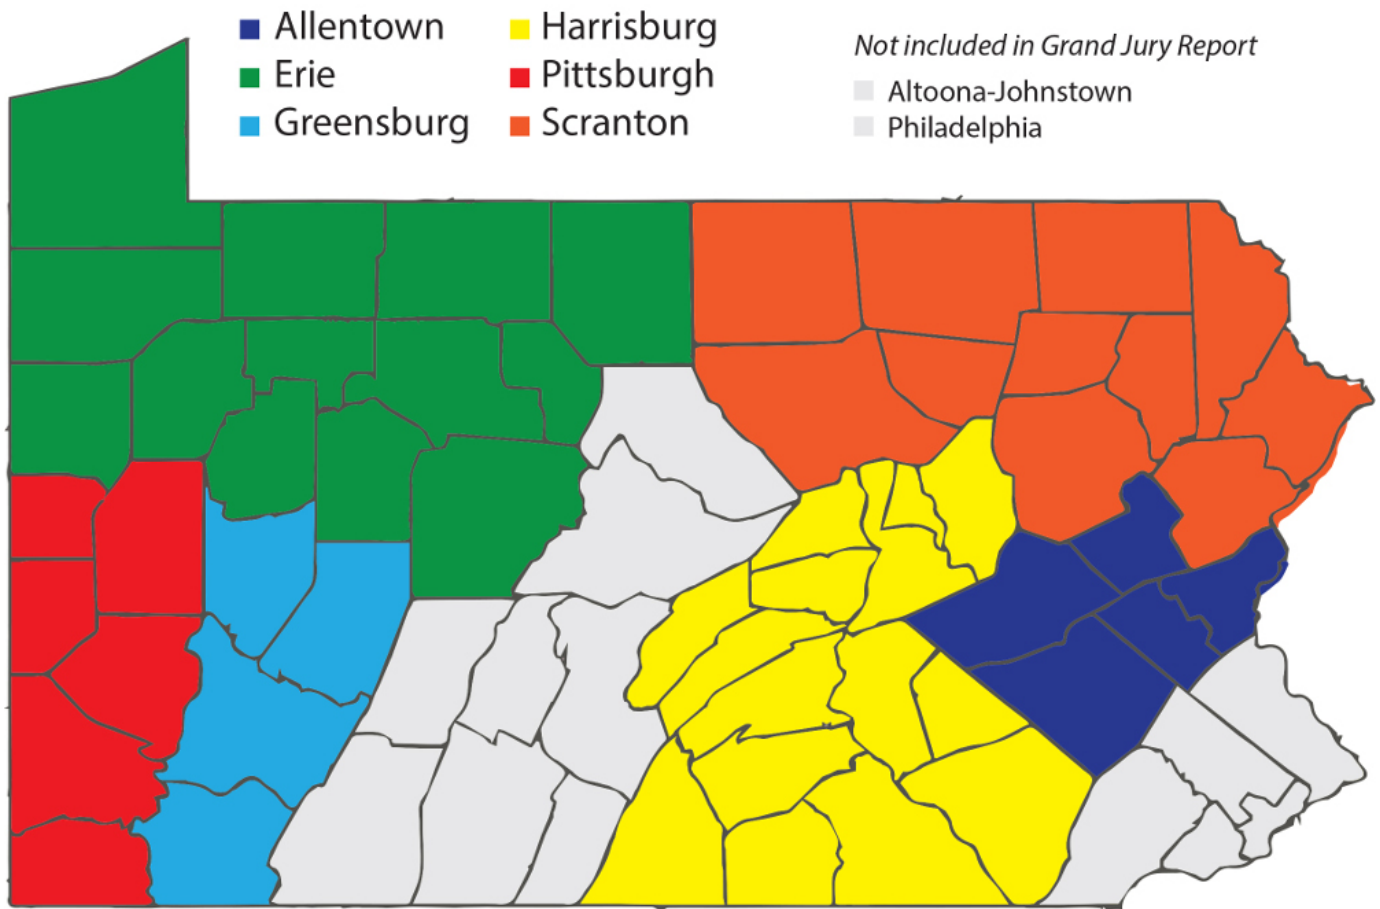 Allentown
Erie
Greensburg
Harrisburg
Pittsburgh
Scranton
Not included in Grand Jury Report
Altoona-Johnstown
Philadelphia